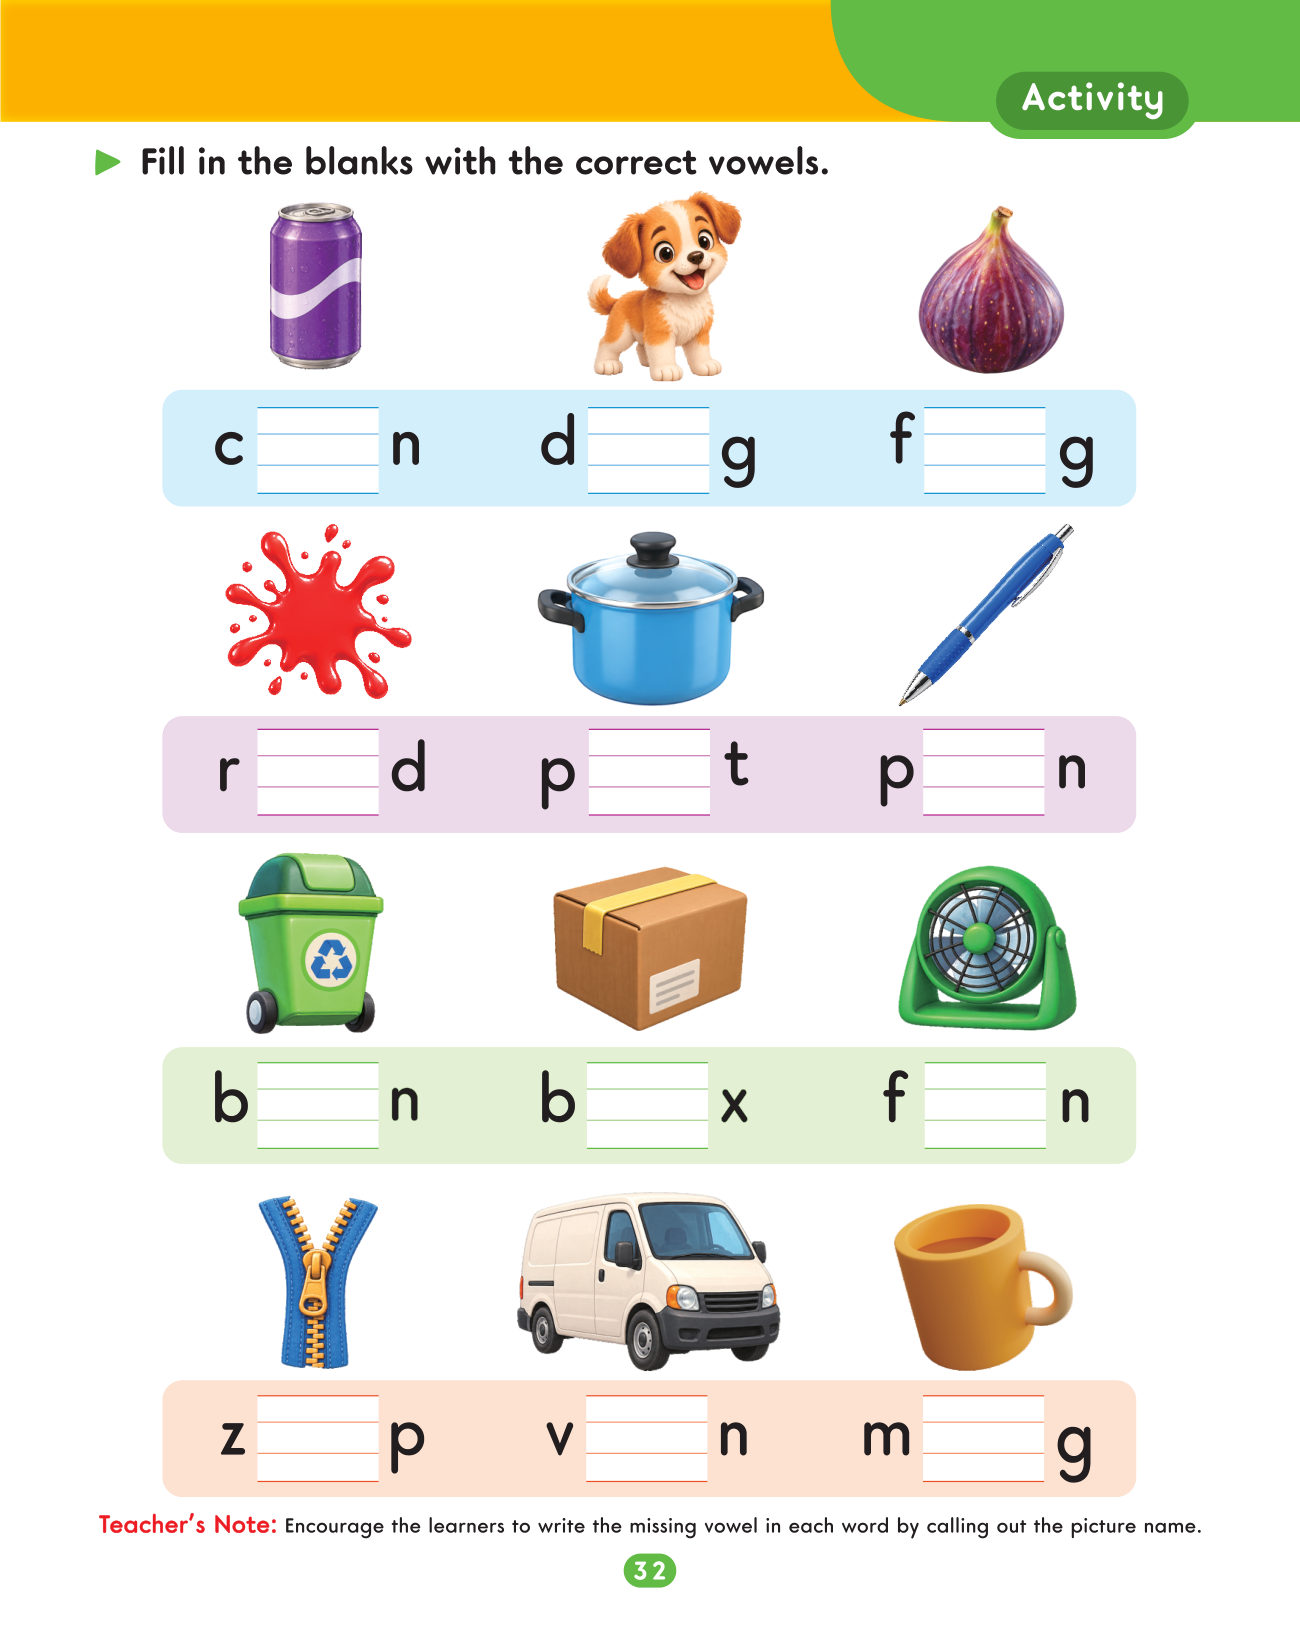 Activity
Fill in the blanks with the correct vowels.
c n d g f g
r d p t p n
b n b x f n
z p v n m g
Teacher's Note: Encourage the learners to write the missing vowel in each word by calling out the picture name.
32